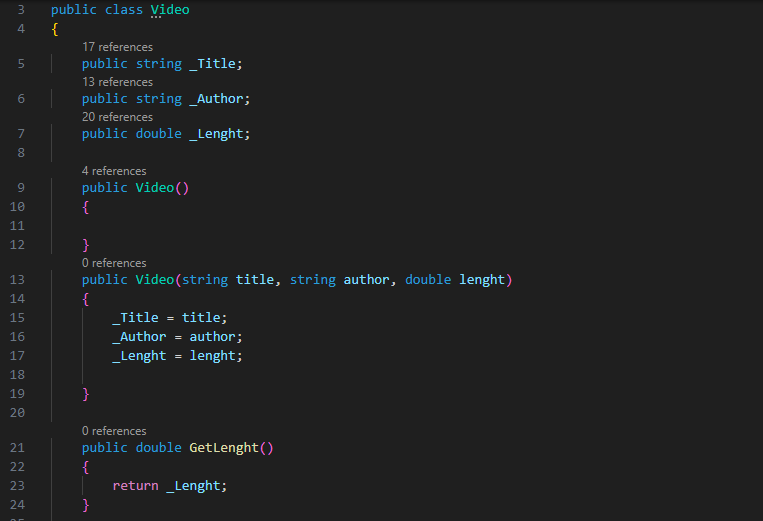 3 public class Video
4 {
17 references
5 public string _Title;
13 references
6 public string _Author;
20 references
7 public double _Lenght;
8
4 references
9 public Video()
10 {
11
12 }
0 references
13 public Video(string title, string author, double lenght)
14 {
15 _Title = title;
16 _Author = author;
17 _Lenght = lenght;
18
19 }
20
0 references
21 public double GetLenght()
22 {
23 return _Lenght;
24 }